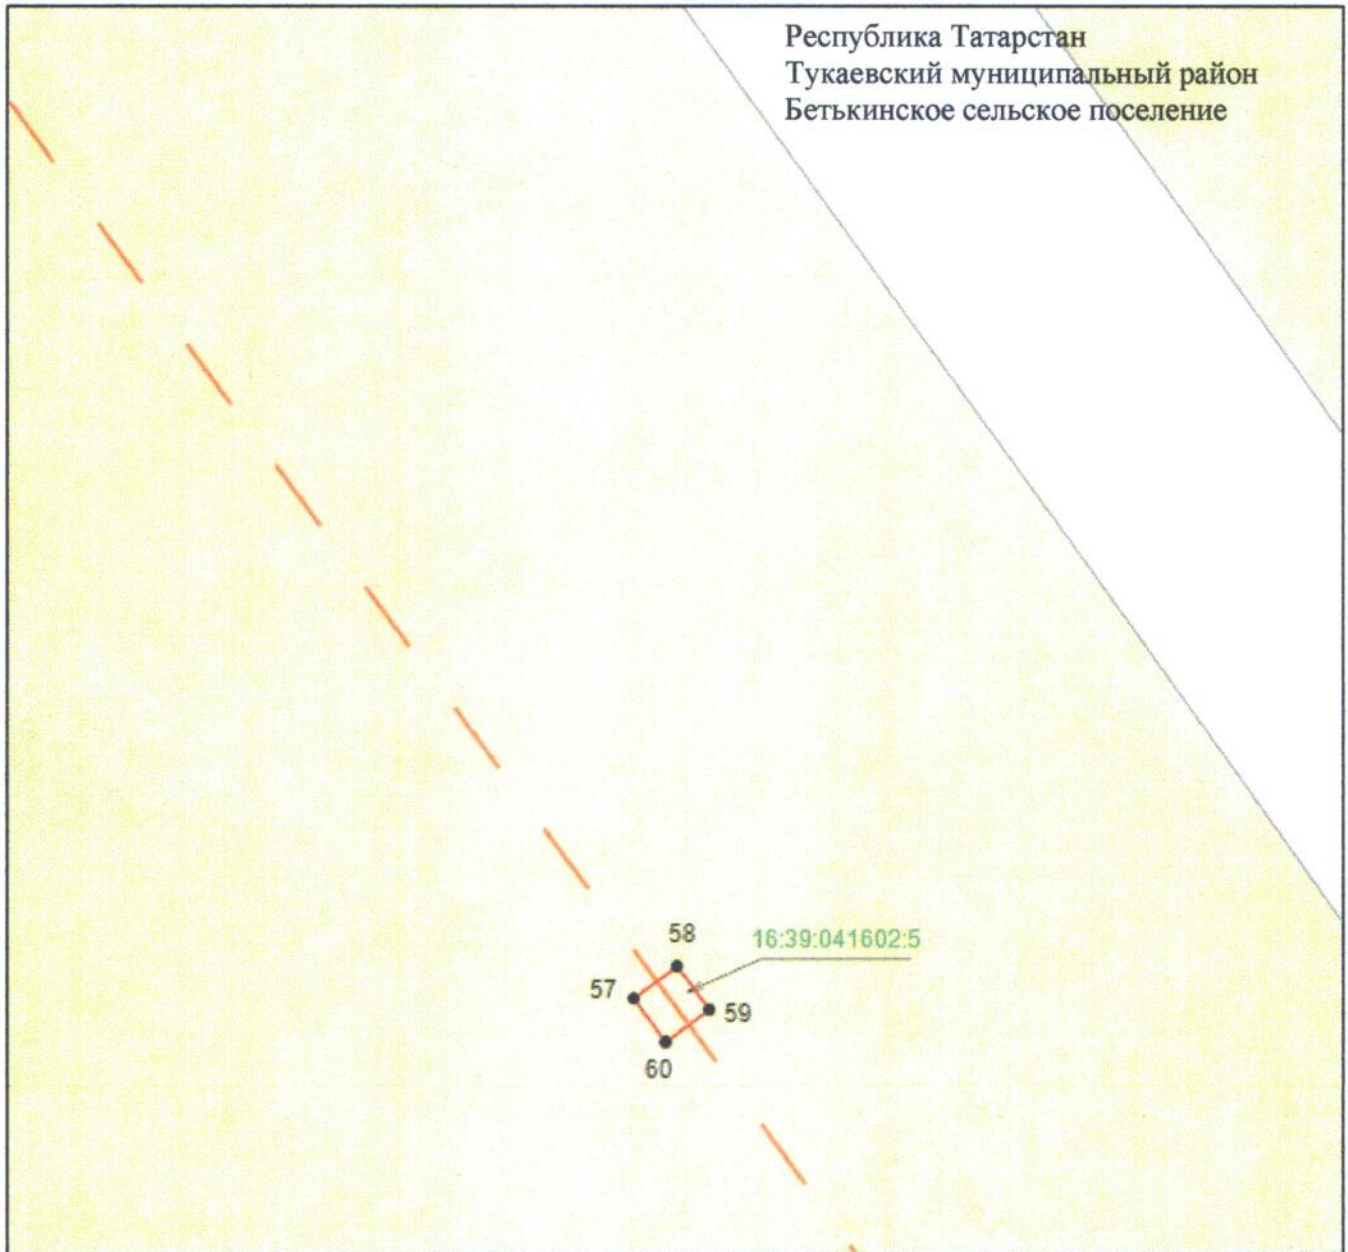 Республика Татарстан
Тукаевский муниципальный район
Бетькинское сельское поселение
58
16:39:041602:5
57
59
60